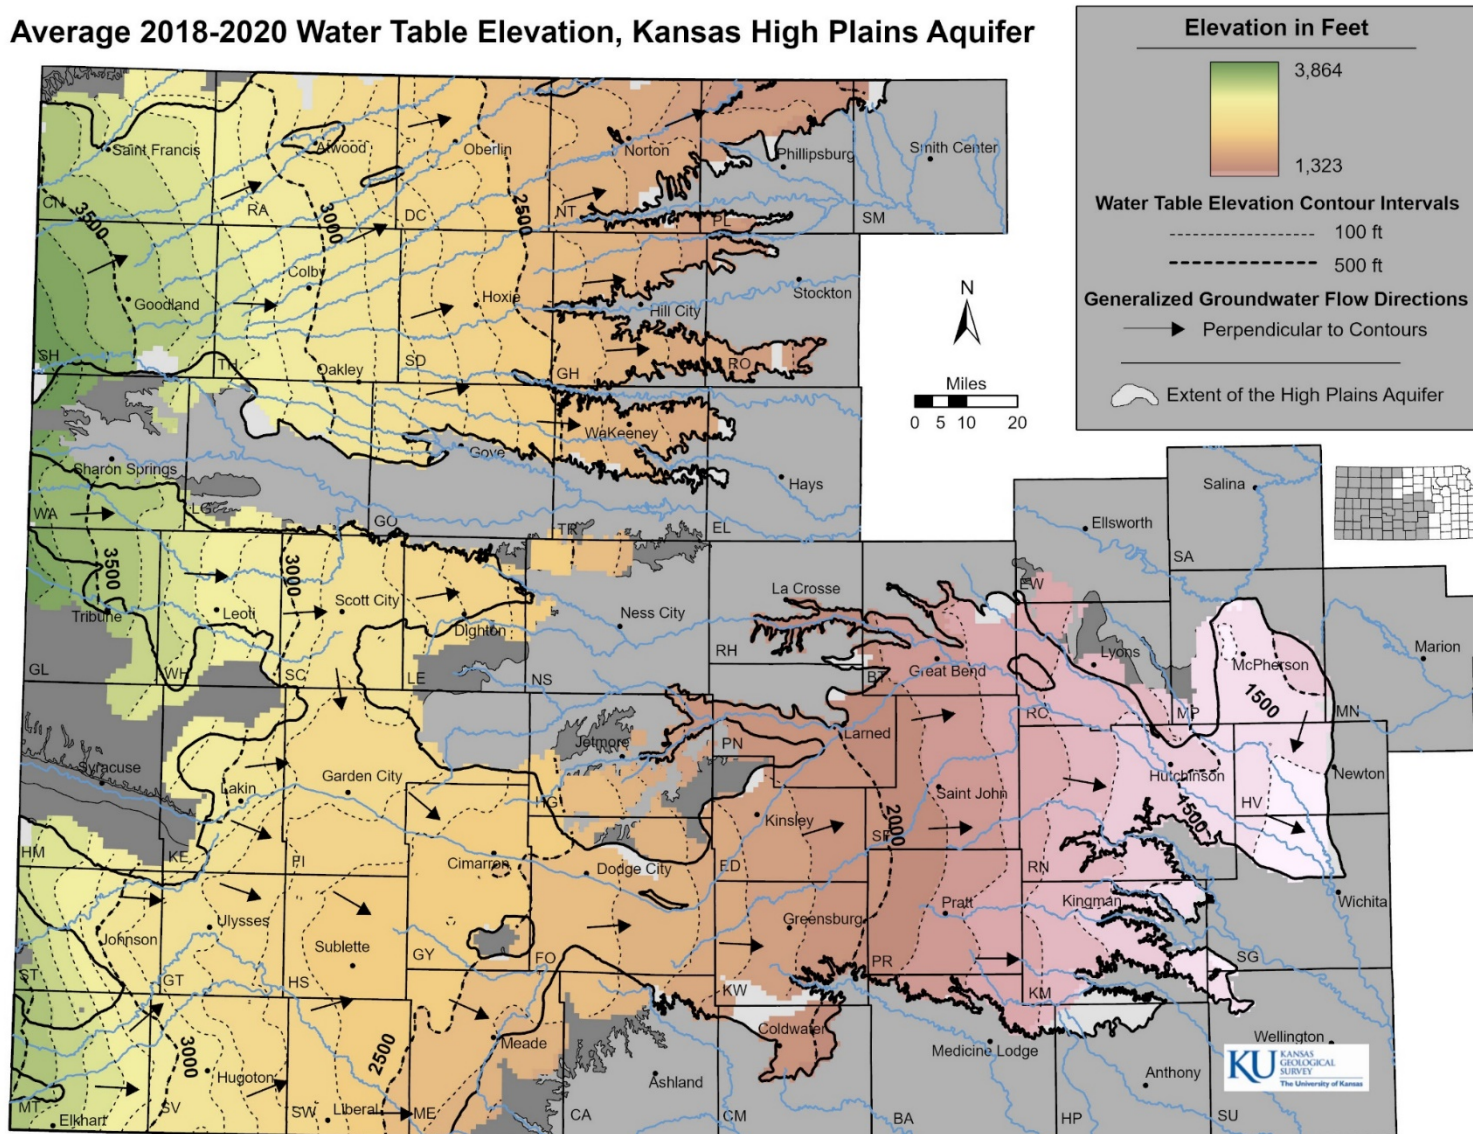 Average 2018-2020 Water Table Elevation, Kansas High Plains Aquifer
Elevation in Feet
3,864
1,323
Water Table Elevation Contour Intervals
100 ft
500 ft
Generalized Groundwater Flow Directions
Perpendicular to Contours
Extent of the High Plains Aquifer
N
Miles
0 5 10 20
Saint Francis
Atwood
Oberlin
Norton
Phillipsburg
Smith Center
CN
RA
DC
NT
PL
SM
3500
3000
2500
Goodland
Colby
Hoxie
Hill City
Stockton
SH
TH
Oakley
SD
GH
RO
Sharon Springs
Gove
WaKeeney
Hays
WA
LG
GO
TR
EL
Salina
Ellsworth
SA
3500
3000
Tribune
Leoti
Scott City
Dighton
Ness City
La Crosse
EW
Great Bend
Lyons
McPherson
Marion
GL
WH
SC
LE
NS
RH
BT
RC
MP
MN
1500
Syracuse
Lakin
Garden City
Jetmore
PN
Larned
Hutchinson
Newton
HM
KE
FI
Cimarron
HG
Kinsley
Saint John
HV
2000
1500
SF
Dodge City
ED
RN
Johnson
Ulysses
Sublette
Greensburg
Pratt
Kingman
Wichita
ST
GT
HS
GY
FO
KW
PR
KM
SG
3000
2500
Meade
Coldwater
Medicine Lodge
Wellington
Hugoton
Ashland
Anthony
MT
Elkhart
SV
SW
Liberal
ME
CA
CM
BA
HP
SU
KU
KANSAS
GEOLOGICAL
SURVEY
The University of Kansas